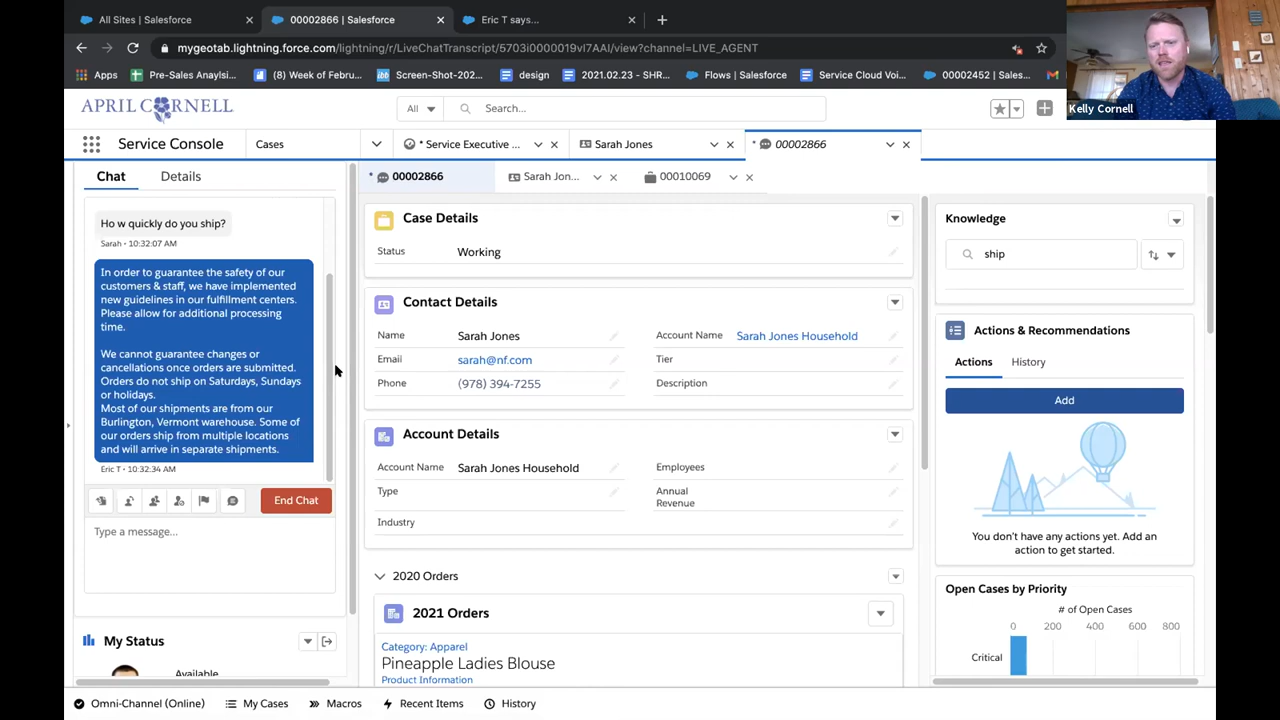 All Sites | Salesforce
00002866 | Salesforce
Eric T says...
mygeotab.lightning.force.com/lightning/r/LiveChatTranscript/5703i0000019vI7AAI/view?channel=LIVE_AGENT
Apps
Pre-Sales Anaylsi...
(8) Week of Febru...
ibb
Screen-Shot-202...
design
2021.02.23 - SHR...
Flows | Salesforce
Service Cloud Voi...
00002452 | Sales...
Kelly Cornell
APRIL CORNELL
All
Search...
Service Console
Cases
* Service Executive ...
Sarah Jones
* 00002866
Chat
Details
* 00002866
Sarah Jon...
00010069
Ho w quickly do you ship?
Sarah • 10:32:07 AM
In order to guarantee the safety of our
customers & staff, we have implemented
new guidelines in our fulfillment centers.
Please allow for additional processing
time.
We cannot guarantee changes or
cancellations once orders are submitted.
Orders do not ship on Saturdays, Sundays
or holidays.
Most of our shipments are from our
Burlington, Vermont warehouse. Some of
our orders ship from multiple locations
and will arrive in separate shipments.
Eric T • 10:32:34 AM
End Chat
Type a message...
My Status
Available
Case Details
Status
Working
Contact Details
Name
Sarah Jones
Account Name
Sarah Jones Household
Email
sarah@nf.com
Tier
Phone
(978) 394-7255
Description
Account Details
Account Name
Sarah Jones Household
Employees
Type
Annual
Revenue
Industry
2020 Orders
2021 Orders
Category: Apparel
Pineapple Ladies Blouse
Product Information
Knowledge
ship
Actions & Recommendations
Actions
History
Add
You don't have any actions yet. Add an
action to get started.
Open Cases by Priority
# of Open Cases
0 200 400 600 800
Critical
Omni-Channel (Online)
My Cases
Macros
Recent Items
History